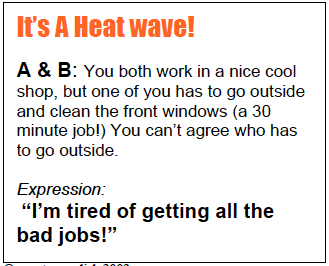 It's A Heat wave!
A & B: You both work in a nice cool
shop, but one of you has to go outside
and clean the front windows (a 30
minute job!) You can't agree who has
to go outside.
Expression:
"I'm tired of getting all the
bad jobs!"